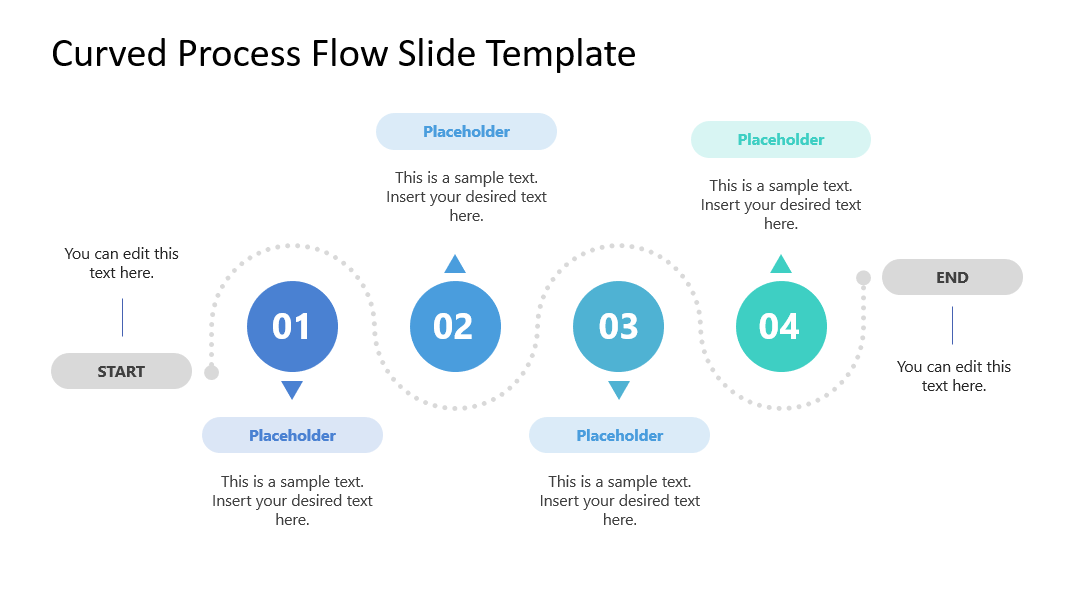 Curved Process Flow Slide Template
You can edit this
text here.
START
01
Placeholder
This is a sample text.
Insert your desired text
here.
Placeholder
This is a sample text.
Insert your desired text
here.
02
03
Placeholder
This is a sample text.
Insert your desired text
here.
Placeholder
This is a sample text.
Insert your desired text
here.
04
END
You can edit this
text here.